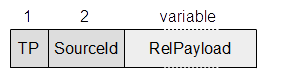 1 2 variable
TP SourceId RelPayload